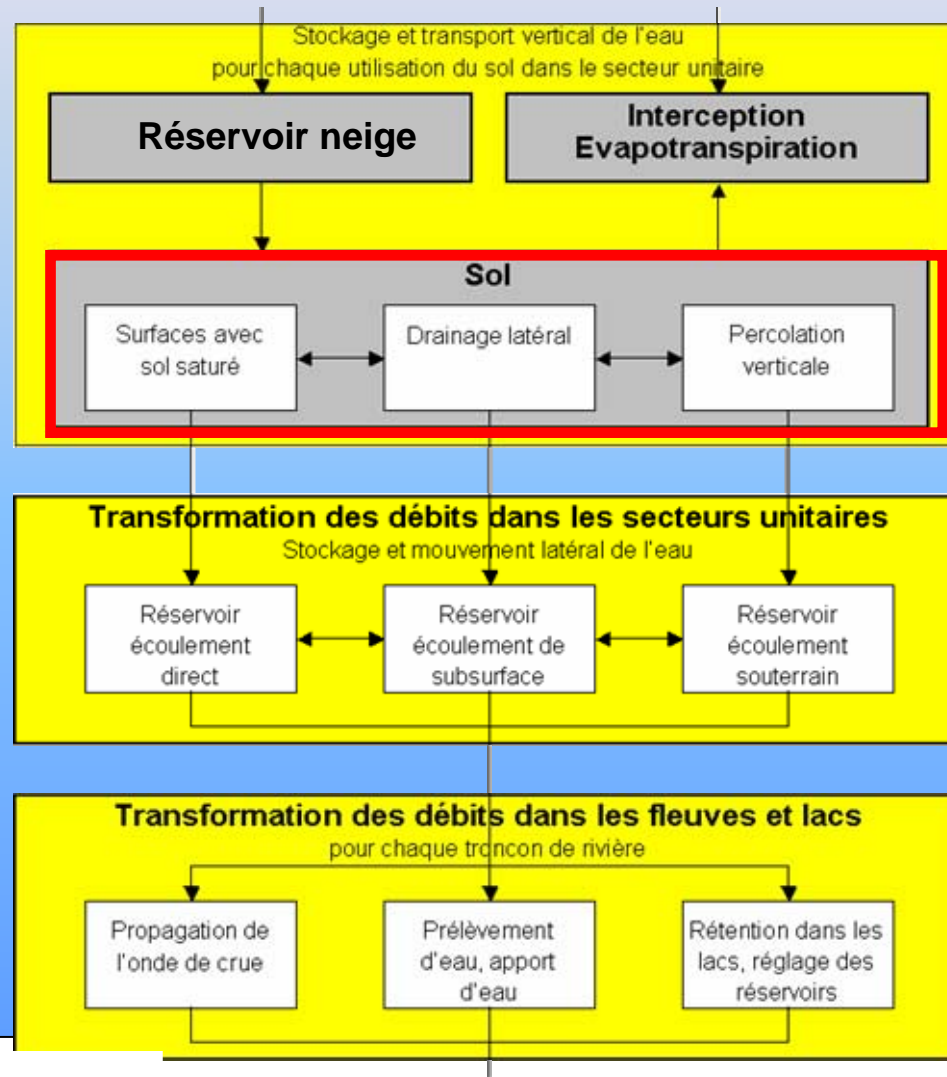 Stockage et transport vertical de l'eau
pour chaque utilisation du sol dans le secteur unitaire
Réservoir neige
Interception
Evapotranspiration
Sol
Surfaces avec
sol saturé
Drainage latéral
Percolation
verticale
Transformation des débits dans les secteurs unitaires
Stockage et mouvement latéral de l'eau
Réservoir
écoulement
direct
Réservoir
écoulement de
subsurface
Réservoir
écoulement
souterrain
Transformation des débits dans les fleuves et lacs
pour chaque troncon de rivière
Propagation de
l'onde de crue
Prélèvement
d'eau, apport
d'eau
Rétention dans les
lacs, réglage des
réservoirs